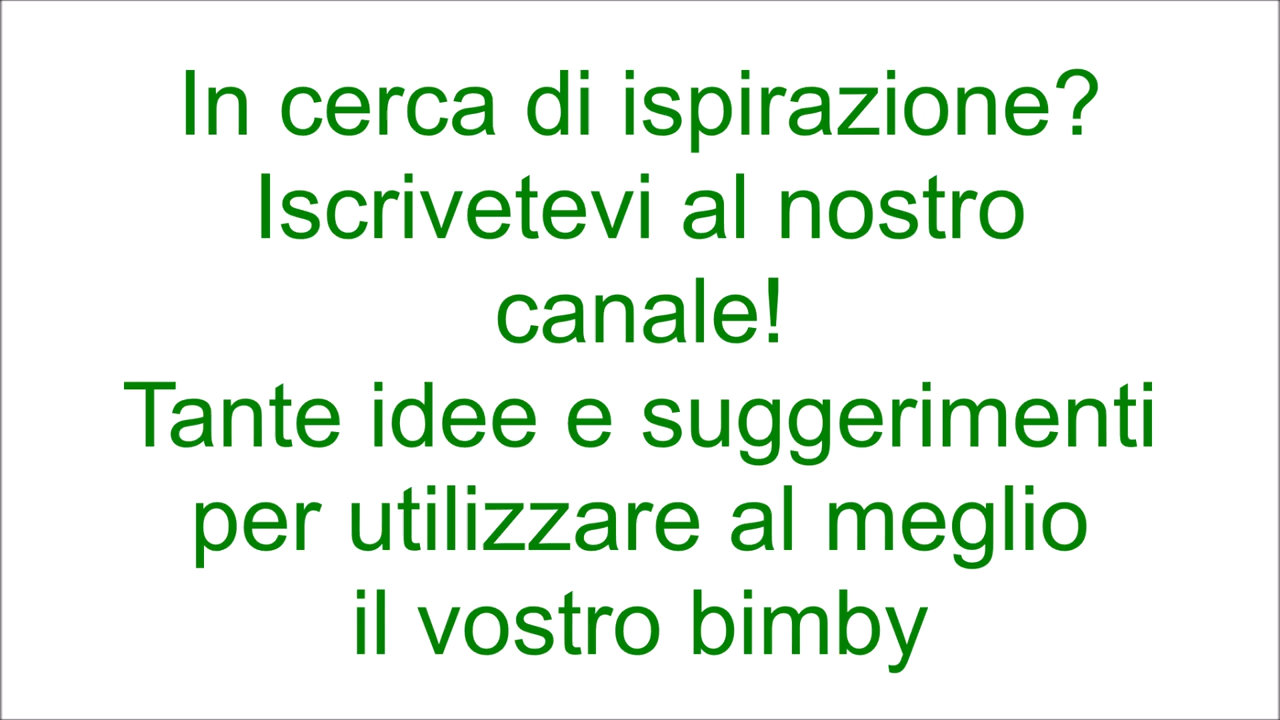 In cerca di ispirazione?
Iscrivetevi al nostro
canale!
Tante idee e suggerimenti
per utilizzare al meglio
il vostro bimby